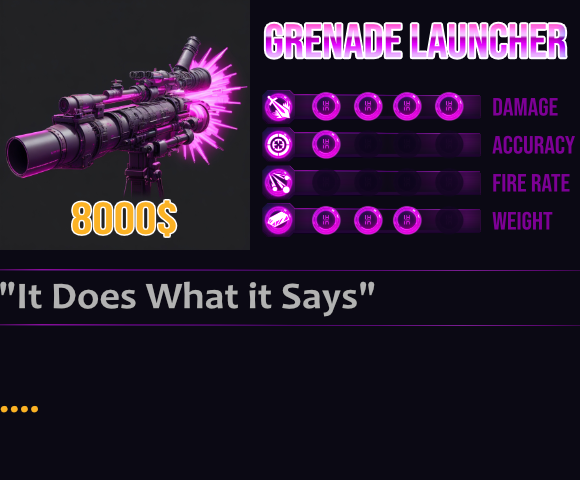 GRENADE LAUNCHER
DAMAGE
ACCURACY
FIRE RATE
WEIGHT
8000$
"It Does What it Says"
....